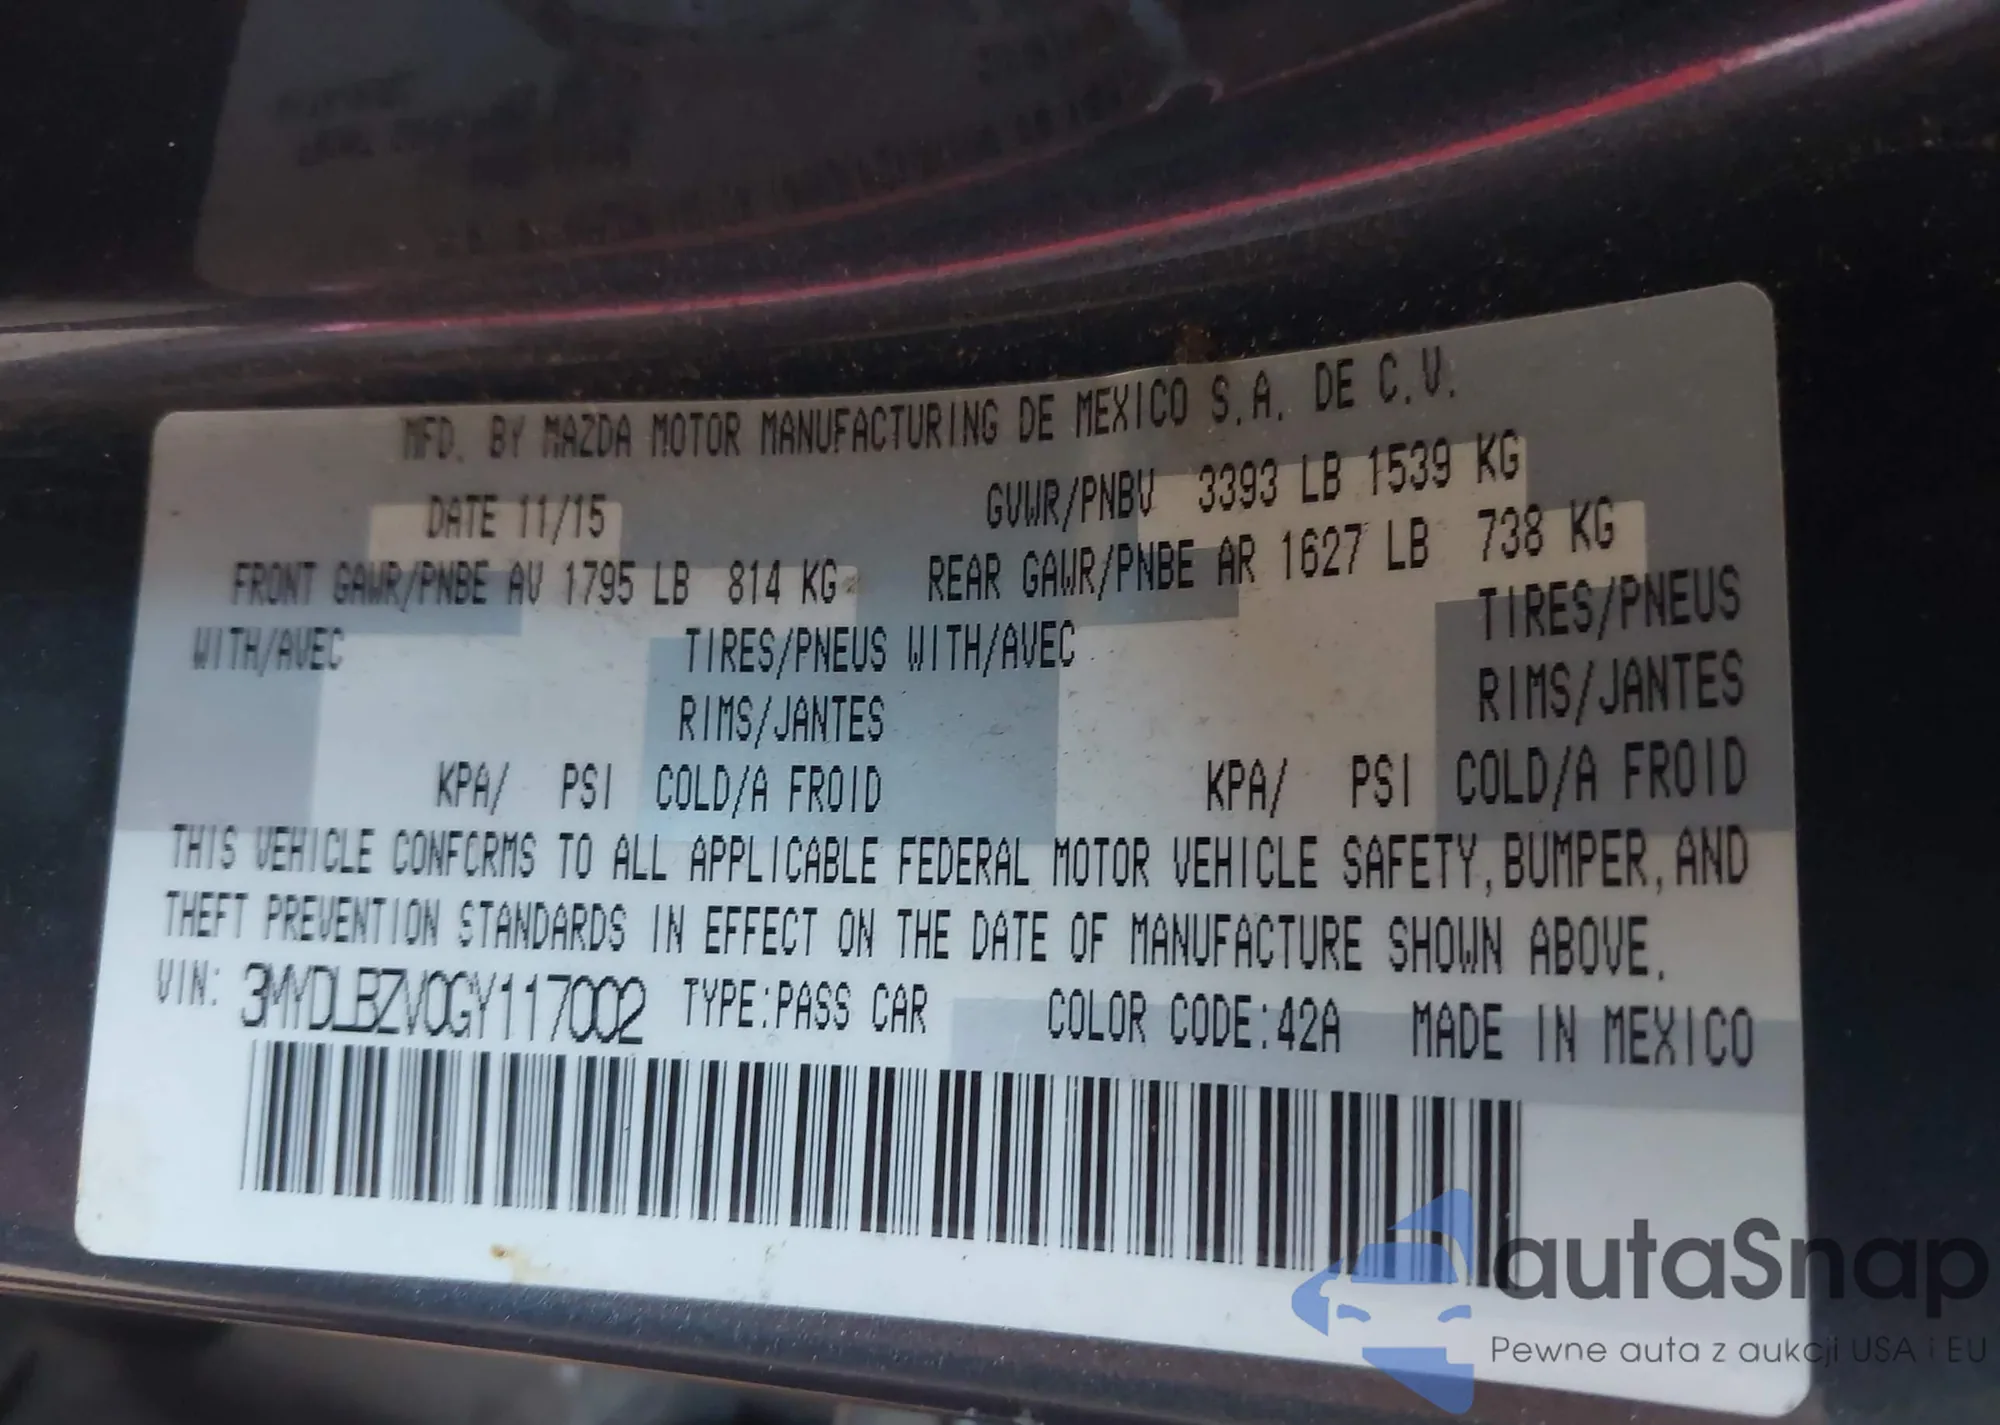 MFD. BY MAZDA MOTOR MANUFACTURING DE MEXICO S.A. DE C.V.
DATE 11/15 GVWR/PNBV 3393 LB 1539 KG
FRONT GAWR/PNBE AV 1795 LB 814 KG REAR GAWR/PNBE AR 1627 LB 738 KG
WITH/AVEC TIRES/PNEUS WITH/AVEC TIRES/PNEUS
RIMS/JANTES RIMS/JANTES
KPA/ PSI COLD/A FROID KPA/ PSI COLD/A FROID
THIS VEHICLE CONFORMS TO ALL APPLICABLE FEDERAL MOTOR VEHICLE SAFETY, BUMPER, AND
THEFT PREVENTION STANDARDS IN EFFECT ON THE DATE OF MANUFACTURE SHOWN ABOVE.
VIN: 3MYDLBZV0GY117002 TYPE:PASS CAR COLOR CODE:42A MADE IN MEXICO
autaSnap
Pewne auta z aukcji USA i EU